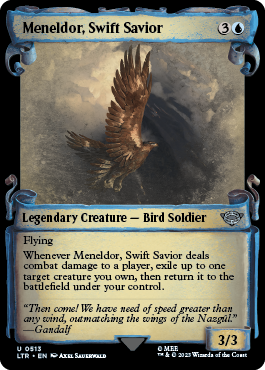 Meneldor, Swift Savior 3
Legendary Creature — Bird Soldier
Flying
Whenever Meneldor, Swift Savior deals
combat damage to a player, exile up to one
target creature you own, then return it to the
battlefield under your control.
“Then come! We have need of speed greater than
any wind, outmatching the wings of the Nazgûl.”
—Gandalf
3/3
U 0513
LTR • EN Axel Sauerwald
© MEE
™ & © 2023 Wizards of the Coast